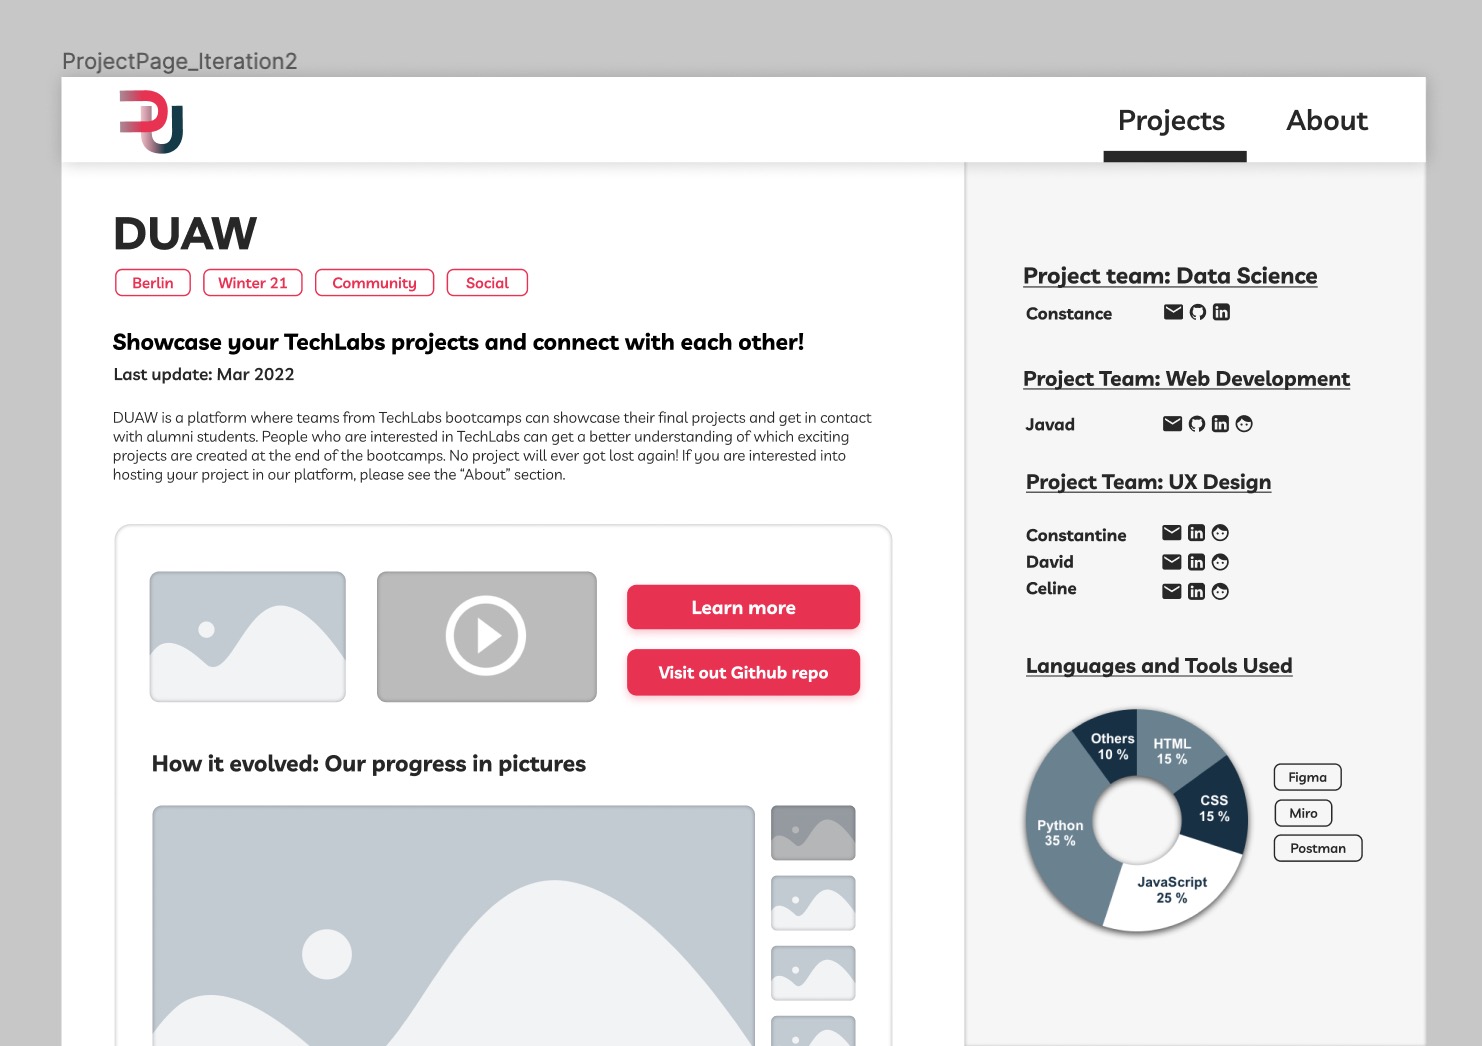 ProjectPage_Iteration2
Projects
About
DUAW
Berlin
Winter 21
Community
Social
Showcase your TechLabs projects and connect with each other!
Last update: Mar 2022
DUAW is a platform where teams from TechLabs bootcamps can showcase their final projects and get in contact
with alumni students. People who are interested in TechLabs can get a better understanding of which exciting
projects are created at the end of the bootcamps. No project will ever got lost again! If you are interested into
hosting your project in our platform, please see the “About” section.
Learn more
Visit out Github repo
How it evolved: Our progress in pictures
Project team: Data Science
Constance
Project Team: Web Development
Javad
Project Team: UX Design
Constantine
David
Celine
Languages and Tools Used
Others
10 %
HTML
15 %
CSS
15 %
Python
35 %
JavaScript
25 %
Figma
Miro
Postman